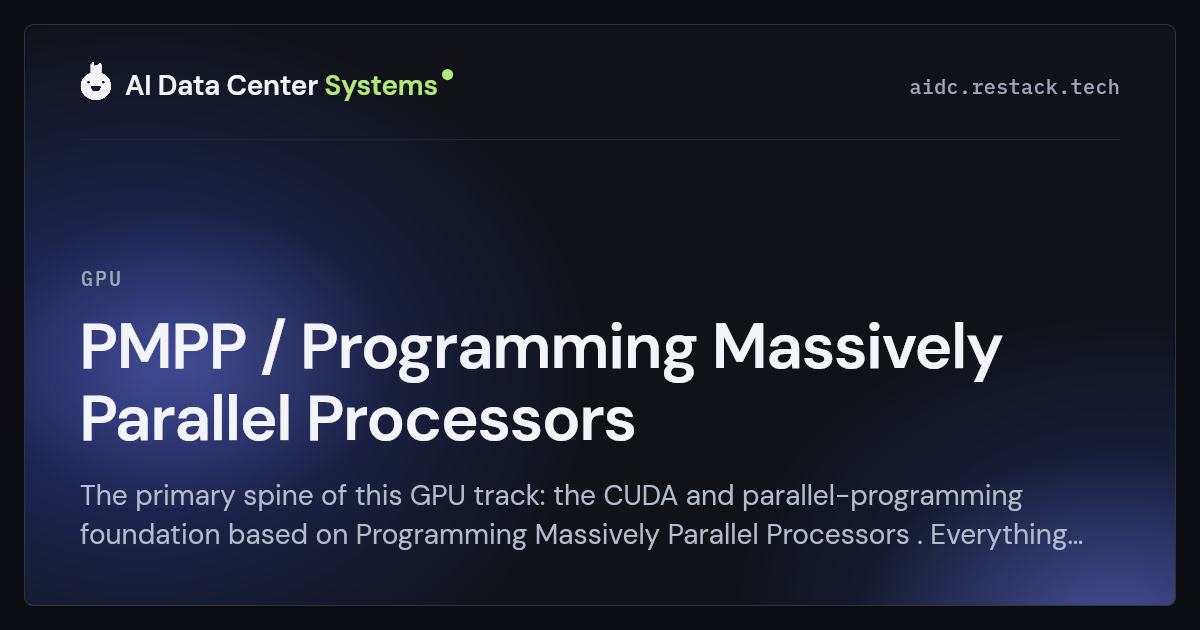 AI Data Center Systems
aidc.restack.tech
GPU
PMPP / Programming Massively
Parallel Processors
The primary spine of this GPU track: the CUDA and parallel-programming
foundation based on Programming Massively Parallel Processors . Everything...